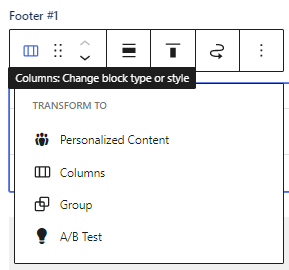 Footer #1
Columns: Change block type or style
TRANSFORM TO
Personalized Content
Columns
Group
A/B Test